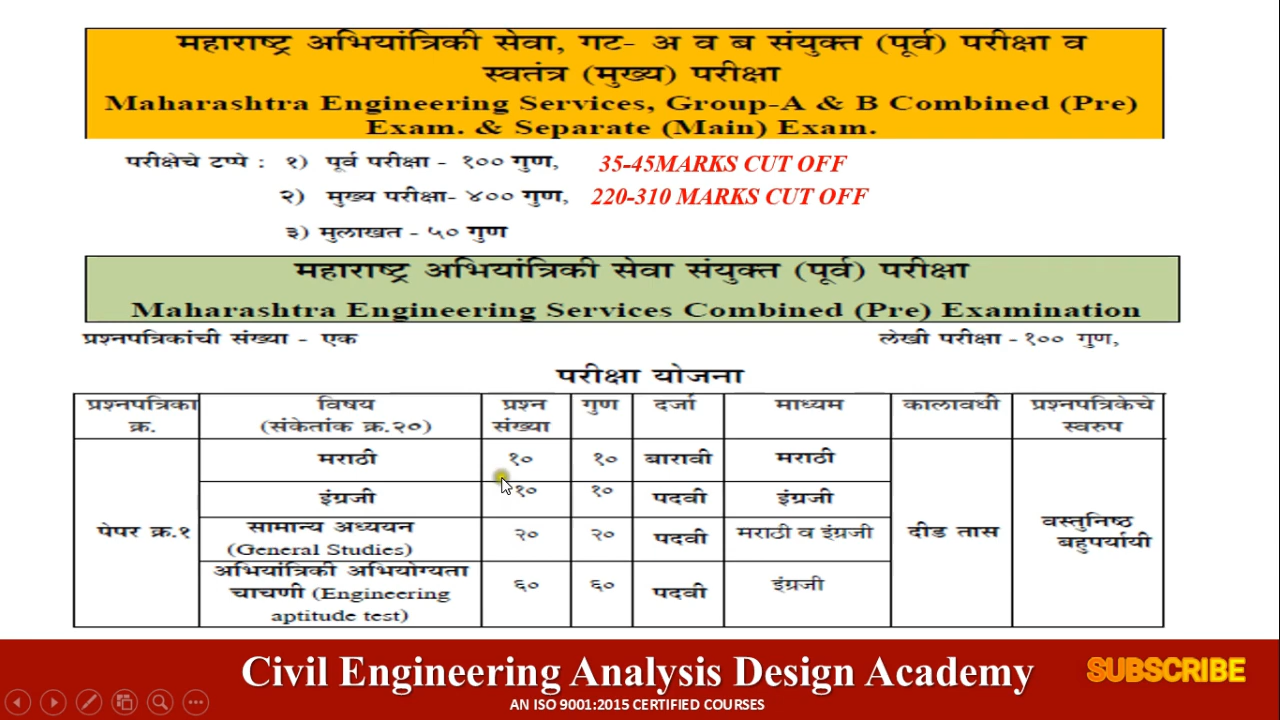 महाराष्ट्र अभियांत्रिकी सेवा, गट- अ व ब संयुक्त (पूर्व) परीक्षा व
स्वतंत्र (मुख्य) परीक्षा
Maharashtra Engineering Services, Group-A & B Combined (Pre)
Exam. & Separate (Main) Exam.
परीक्षेचे टप्पे : १) पूर्व परीक्षा - १०० गुण, 35-45MARKS CUT OFF
२) मुख्य परीक्षा- ४०० गुण, 220-310 MARKS CUT OFF
३) मुलाखत - ५० गुण
महाराष्ट्र अभियांत्रिकी सेवा संयुक्त (पूर्व) परीक्षा
Maharashtra Engineering Services Combined (Pre) Examination
प्रश्नपत्रिकांची संख्या - एक लेखी परीक्षा - १०० गुण,
परीक्षा योजना
प्रश्नपत्रिका विषय प्रश्न गुण दर्जा माध्यम कालावधी प्रश्नपत्रिकेचे
क्र. (संकेतांक क्र.२०) संख्या स्वरुप
मराठी १० १० बारावी मराठी
इंग्रजी १० १० पदवी इंग्रजी
पेपर क्र.१ सामान्य अध्ययन २० २० पदवी मराठी व इंग्रजी दीड तास वस्तुनिष्ठ
(General Studies) बहुपर्यायी
अभियांत्रिकी अभियोग्यता ६० ६० पदवी इंग्रजी
चाचणी (Engineering
aptitude test)
Civil Engineering Analysis Design Academy SUBSCRIBE
AN ISO 9001:2015 CERTIFIED COURSES